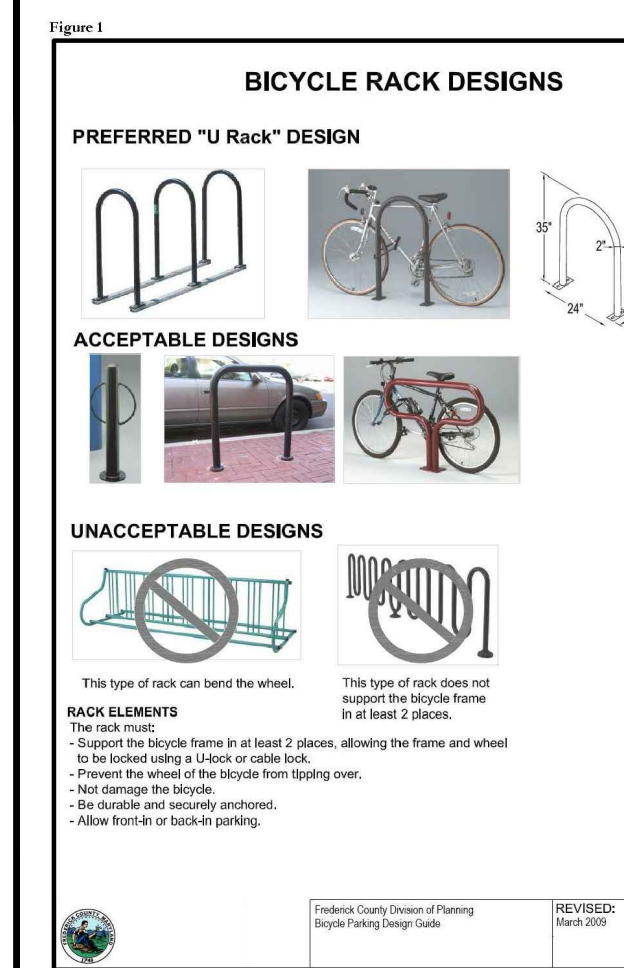 Figure 1
BICYCLE RACK DESIGNS
PREFERRED "U Rack" DESIGN
35"
2"
24"
ACCEPTABLE DESIGNS
UNACCEPTABLE DESIGNS
This type of rack can bend the wheel.
This type of rack does not
support the bicycle frame
in at least 2 places.
RACK ELEMENTS
The rack must:
- Support the bicycle frame in at least 2 places, allowing the frame and wheel
to be locked using a U-lock or cable lock.
- Prevent the wheel of the bicycle from tipping over.
- Not damage the bicycle.
- Be durable and securely anchored.
- Allow front-in or back-in parking.
FREDERICK COUNTY, MARYLAND
1748
Frederick County Division of Planning
Bicycle Parking Design Guide
REVISED:
March 2009